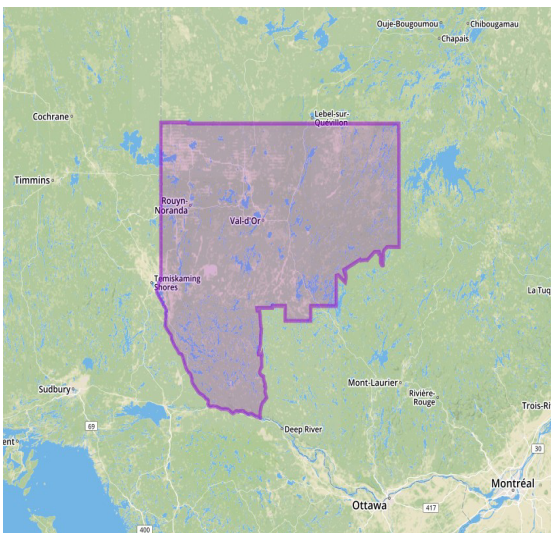 Ouje-Bougoumou
Chibougamau
Chapais
Cochrane
Lebel-sur-
Quévillon
Timmins
Rouyn-
Noranda
Val-d'Or
Temiskaming
Shores
La Tuq
Sudbury
Mont-Laurier
Rivière-
Rouge
Trois-Ri
69
Deep River
ent
30
Montréal
Ottawa
417
400